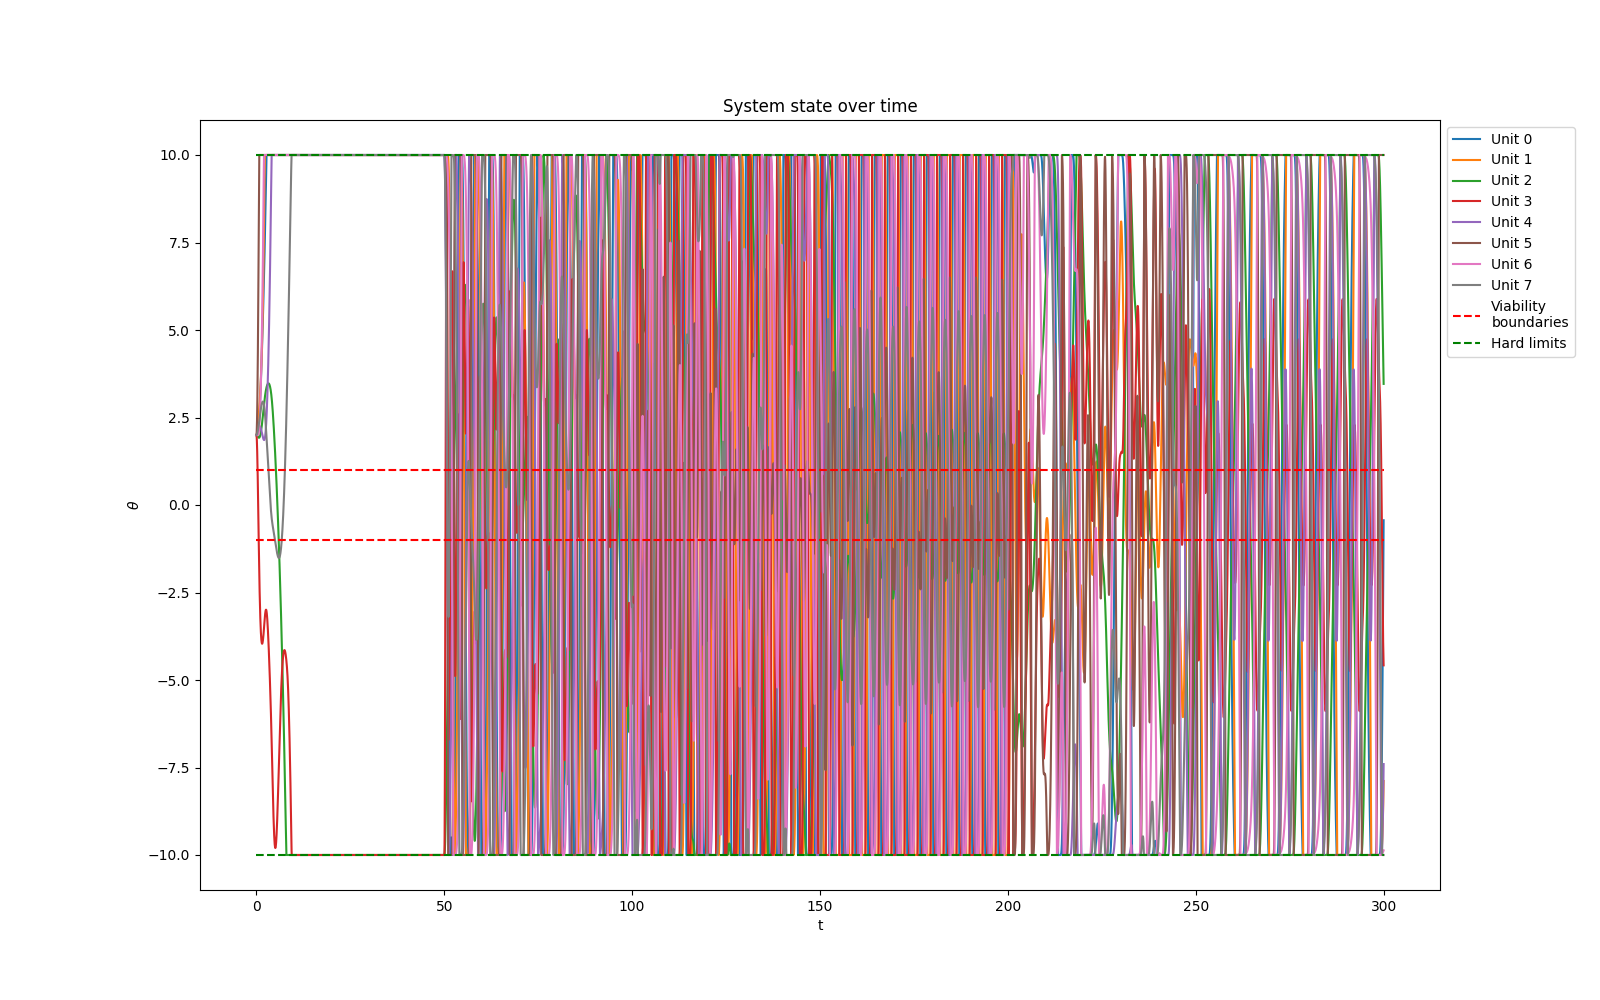 System state over time
10.0
7.5
5.0
2.5
0.0
−2.5
−5.0
−7.5
−10.0
θ
0
50
100
150
200
250
300
t
Unit 0
Unit 1
Unit 2
Unit 3
Unit 4
Unit 5
Unit 6
Unit 7
Viability
boundaries
Hard limits